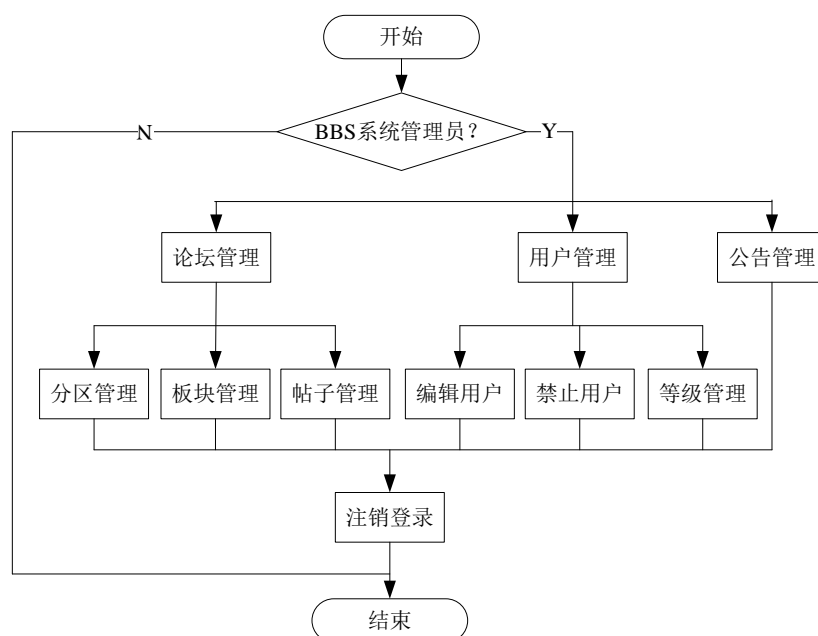 开始
BBS系统管理员？
N
Y
论坛管理
用户管理
公告管理
分区管理
板块管理
帖子管理
编辑用户
禁止用户
等级管理
注销登录
结束